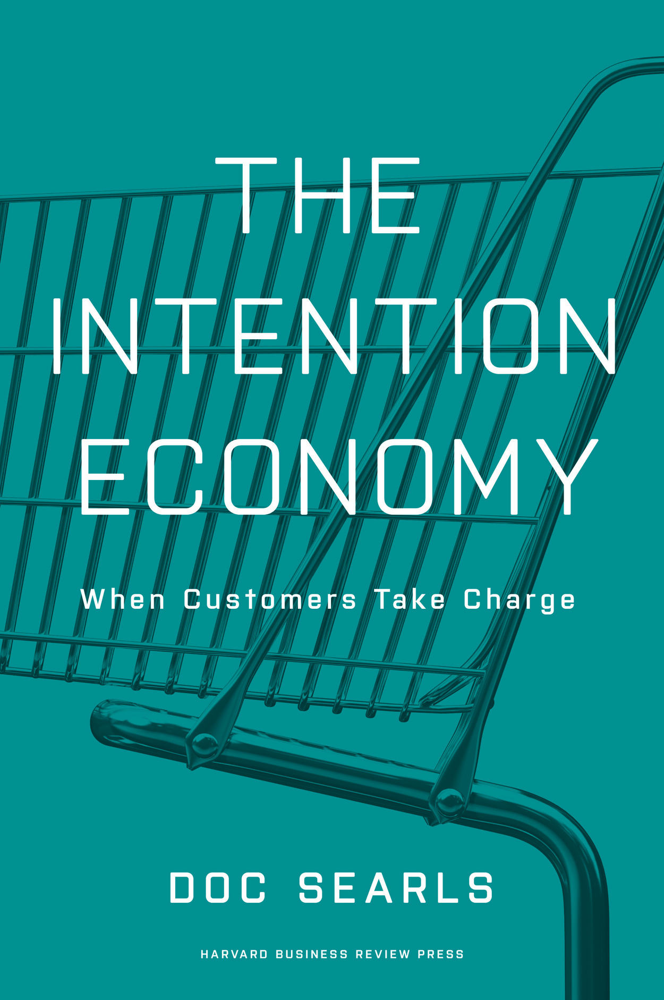 THE
INTENTION
ECONOMY
When Customers Take Charge
DOC SEARLS
HARVARD BUSINESS REVIEW PRESS